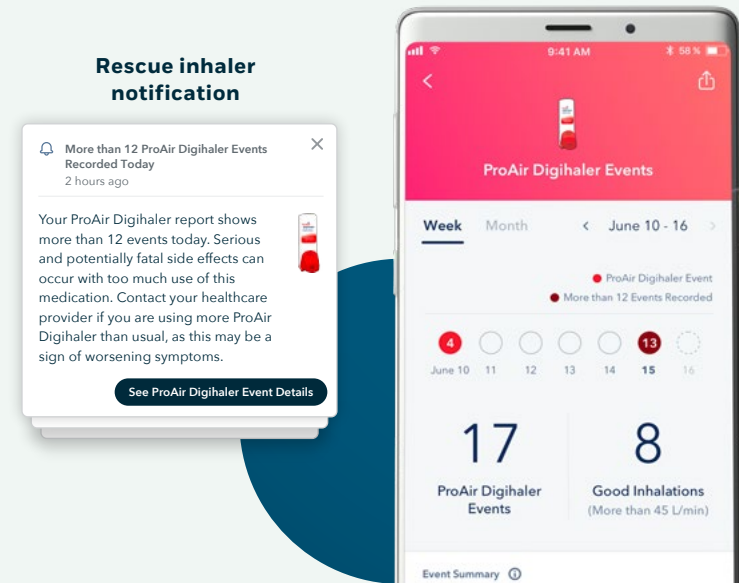 Rescue inhaler
notification
More than 12 ProAir Digihaler Events
Recorded Today
2 hours ago
Your ProAir Digihaler report shows
more than 12 events today. Serious
and potentially fatal side effects can
occur with too much use of this
medication. Contact your healthcare
provider if you are using more ProAir
Digihaler than usual, as this may be a
sign of worsening symptoms.
See ProAir Digihaler Event Details
9:41 AM
58 %
ProAir Digihaler Events
Week Month June 10 - 16
ProAir Digihaler Event
More than 12 Events Recorded
4 13
June 10 11 12 13 14 15 16
17 8
ProAir Digihaler
Events
Good Inhalations
(More than 45 L/min)
Event Summary